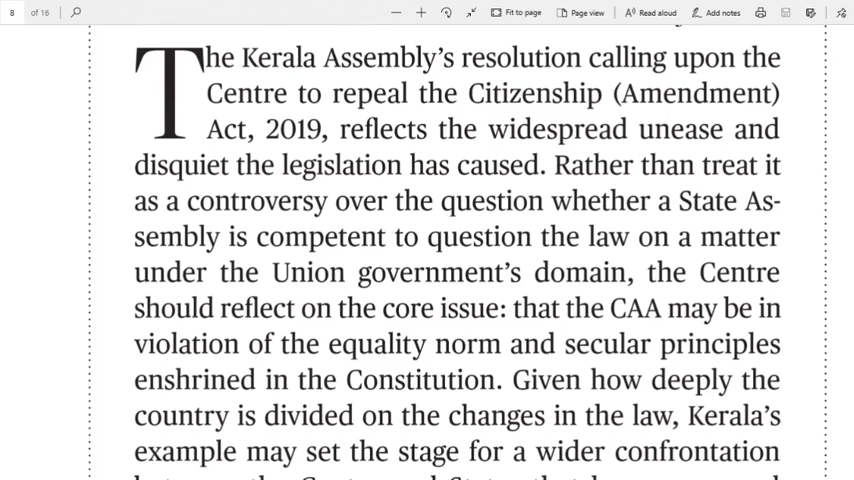 8 of 16 Fit to page Page view Read aloud Add notes
The Kerala Assembly's resolution calling upon the
Centre to repeal the Citizenship (Amendment)
Act, 2019, reflects the widespread unease and
disquiet the legislation has caused. Rather than treat it
as a controversy over the question whether a State As-
sembly is competent to question the law on a matter
under the Union government's domain, the Centre
should reflect on the core issue: that the CAA may be in
violation of the equality norm and secular principles
enshrined in the Constitution. Given how deeply the
country is divided on the changes in the law, Kerala's
example may set the stage for a wider confrontation